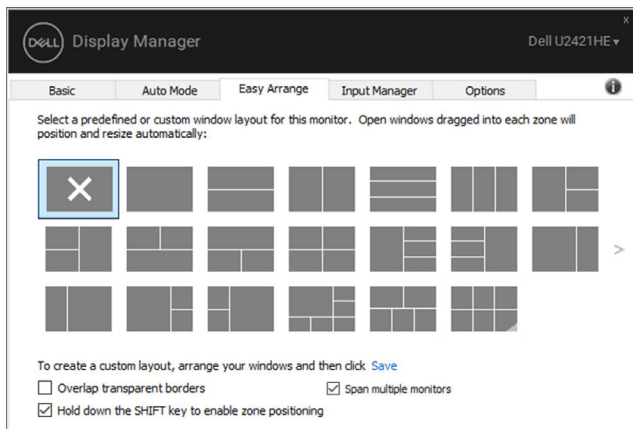 x
DELL Display Manager Dell U2421HE
Basic Auto Mode Easy Arrange Input Manager Options
Select a predefined or custom window layout for this monitor. Open windows dragged into each zone will
position and resize automatically:
To create a custom layout, arrange your windows and then click Save
Overlap transparent borders Span multiple monitors
Hold down the SHIFT key to enable zone positioning